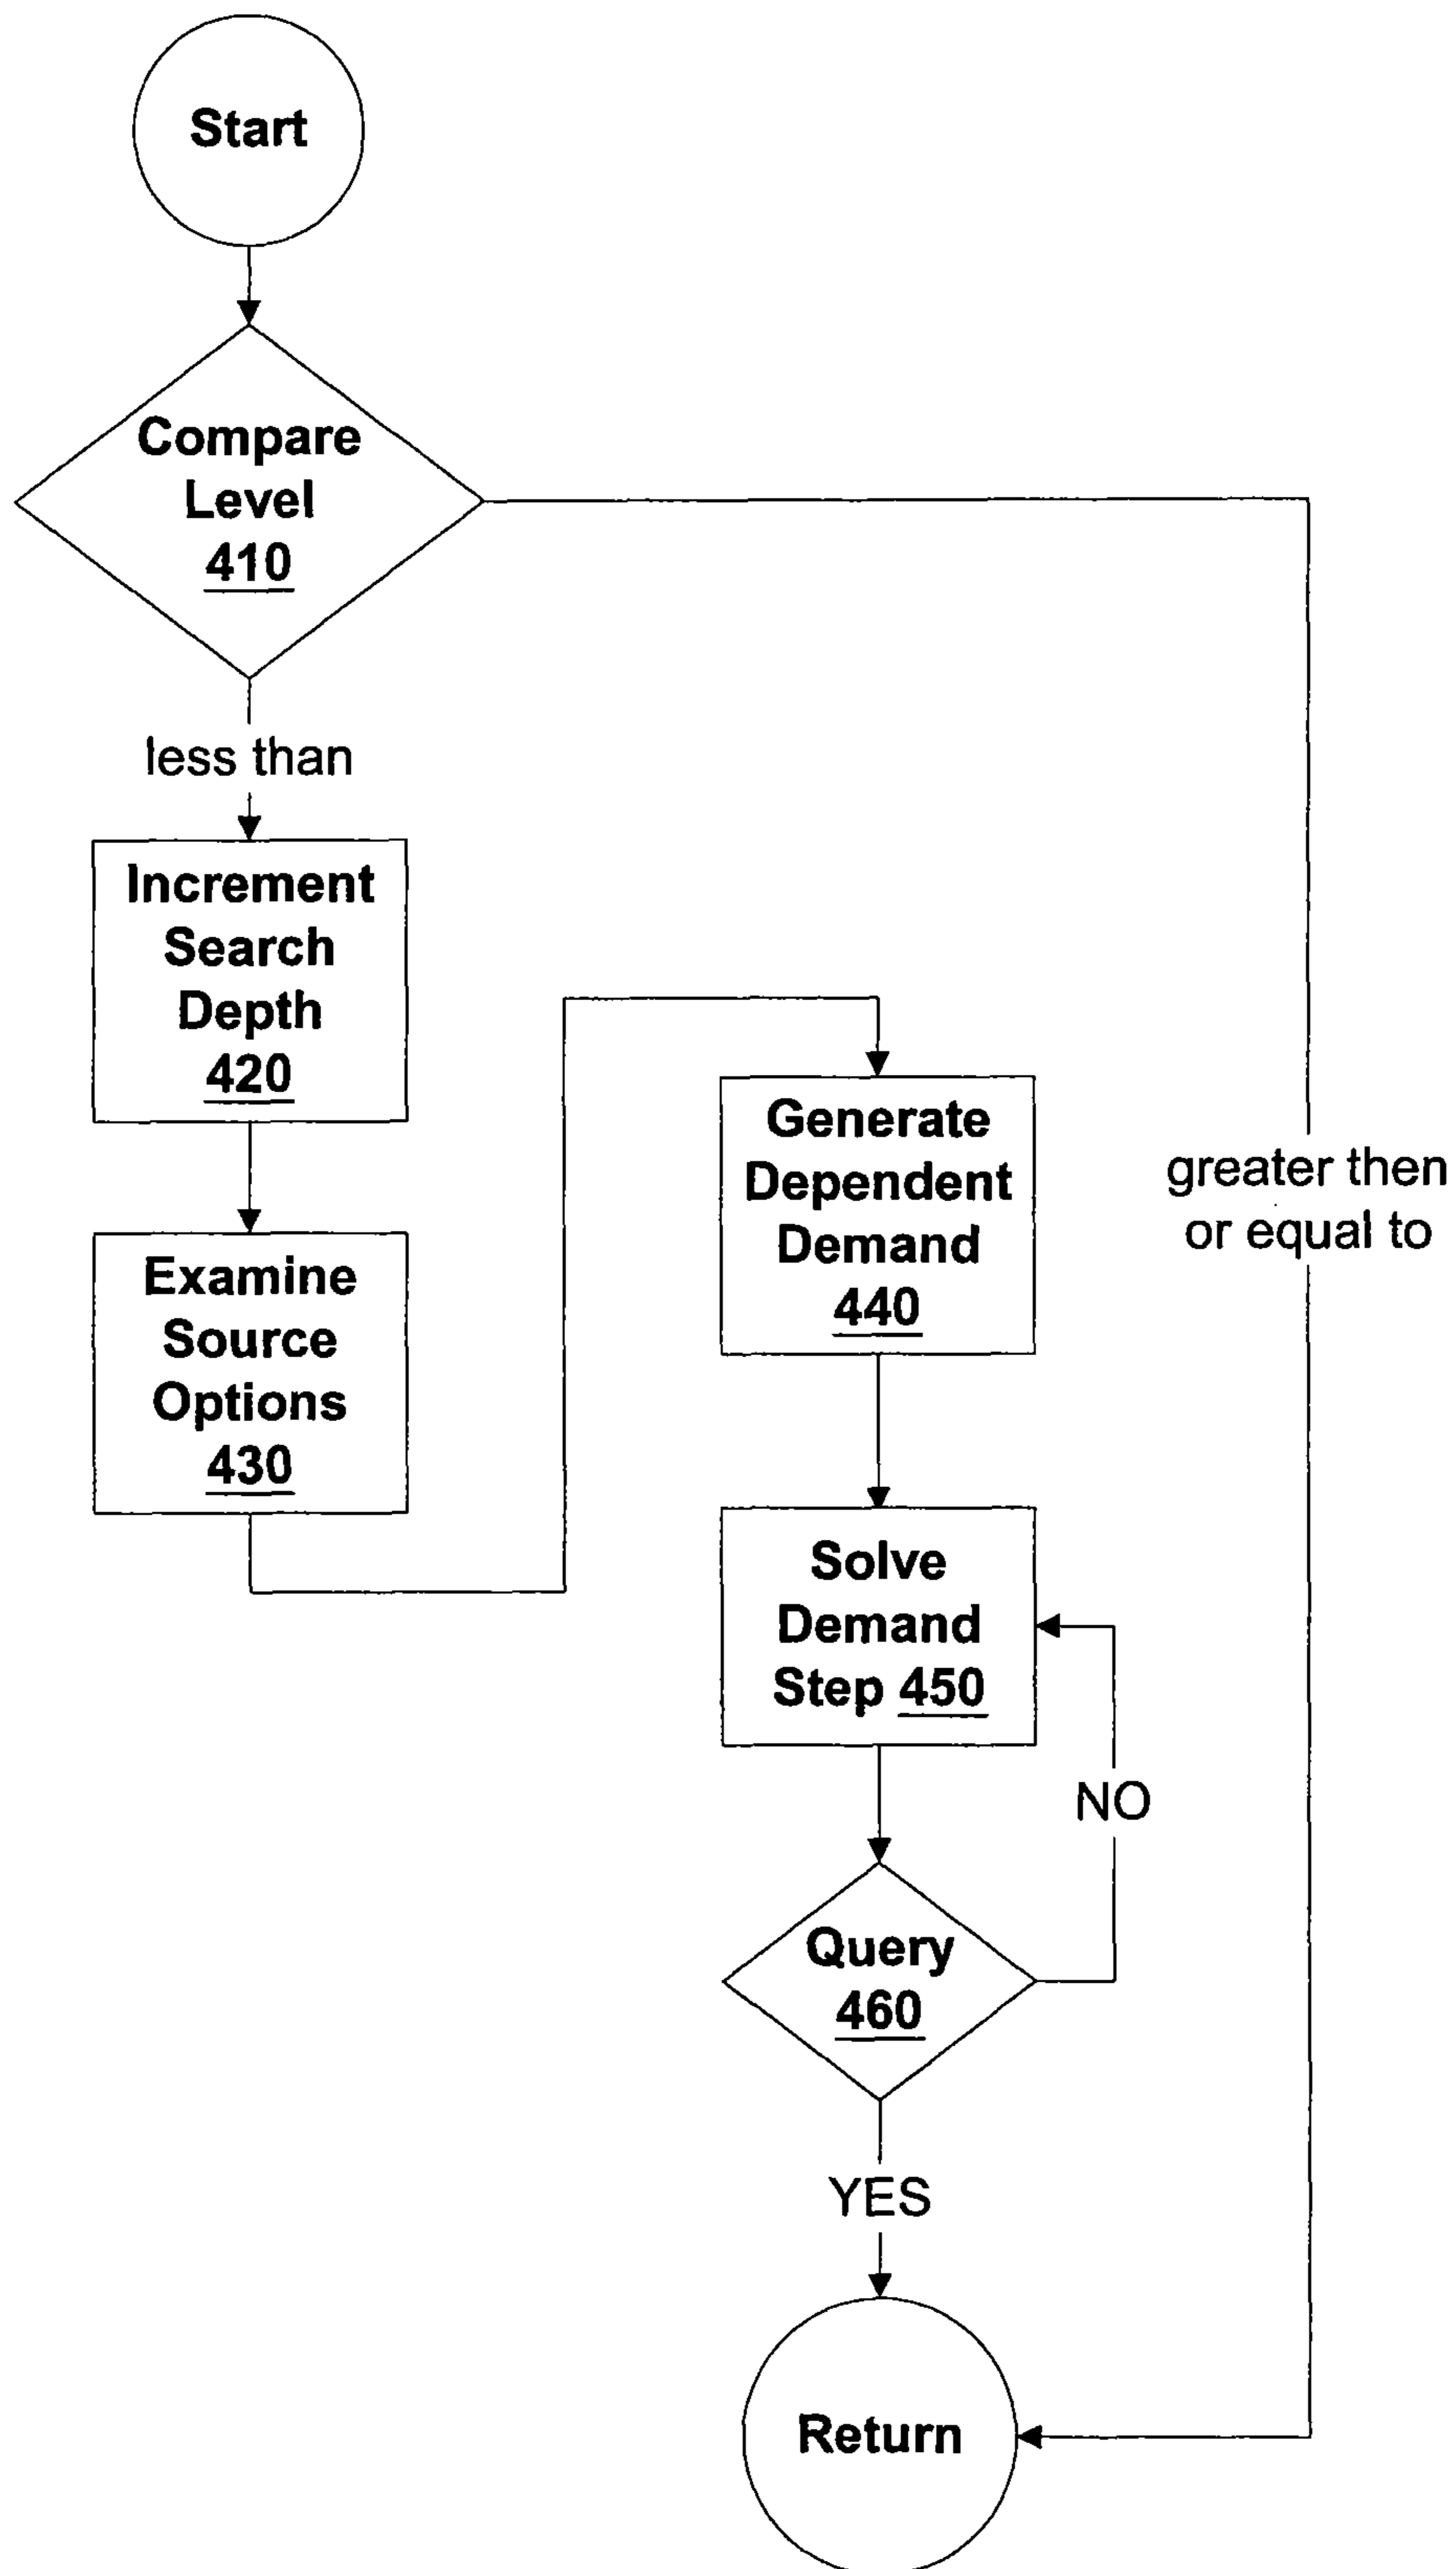 Start
Compare
Level
410
less than
Increment
Search
Depth
420
Examine
Source
Options
430
Generate
Dependent
Demand
440
greater then
or equal to
Solve
Demand
Step 450
NO
Query
460
YES
Return